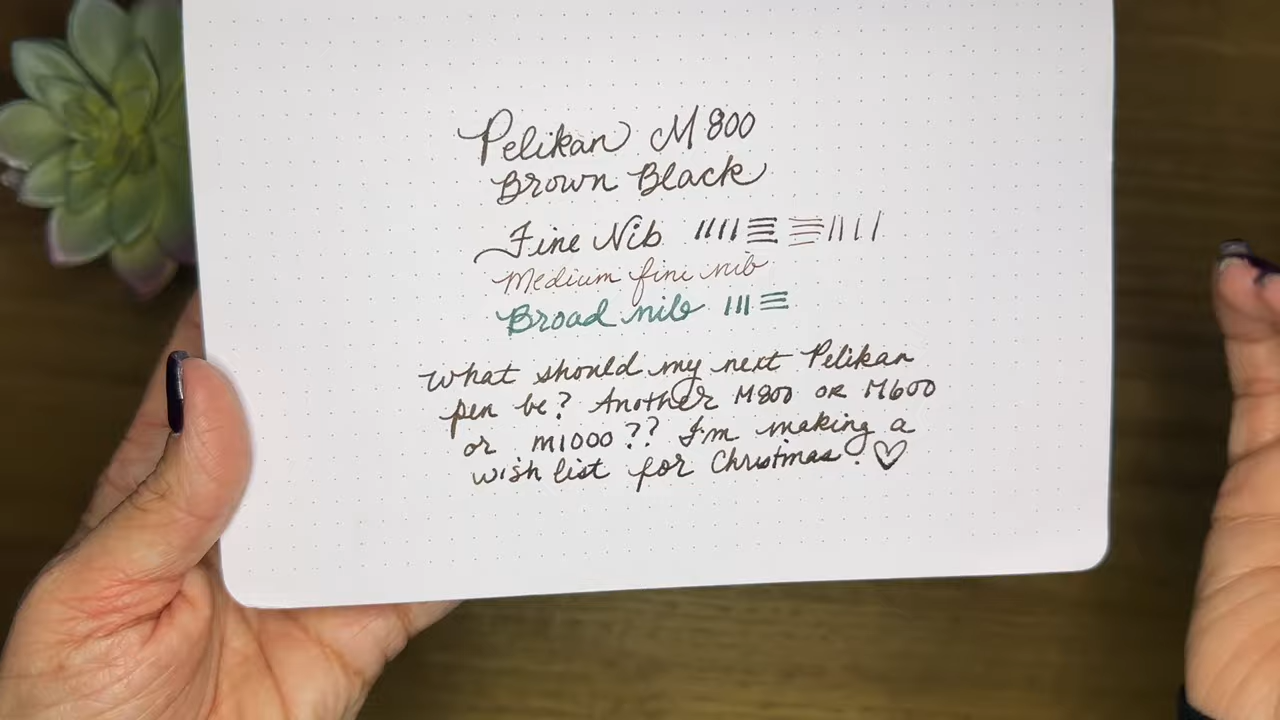 Pelikan M800
Brown Black
Fine Nib
Medium fine nib
Broad nib
What should my next Pelikan
pen be? Another M800 OR M600
or M1000?? I'm making a
wish list for Christmas! ♡